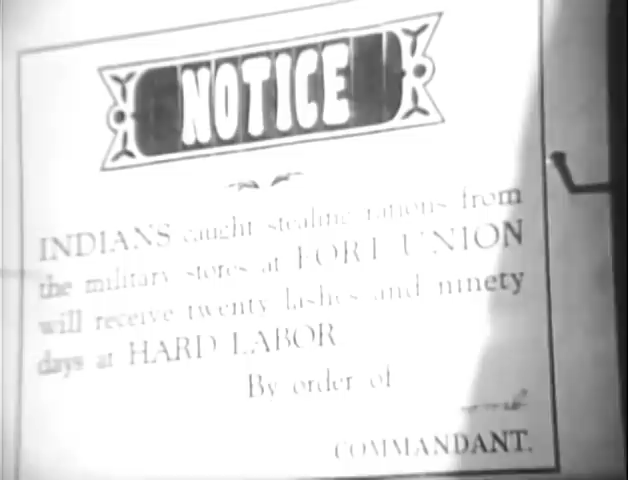 NOTICE
INDIANS caught stealing rations from
the military stores at FORT UNION
will receive twenty lashes and ninety
days at HARD LABOR
By order of
COMMANDANT.